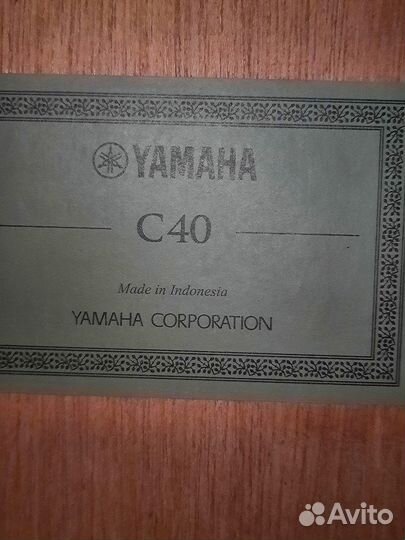 YAMAHA
C40
Made in Indonesia
YAMAHA CORPORATION
Avito